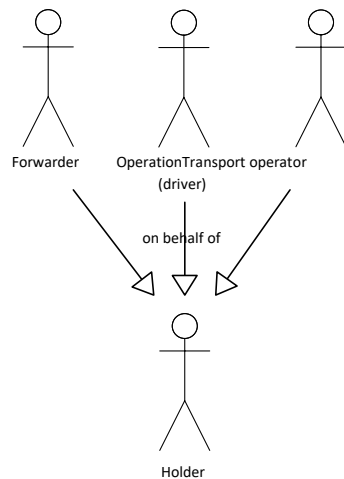 Forwarder
OperationTransport operator
(driver)
on behalf of
Holder